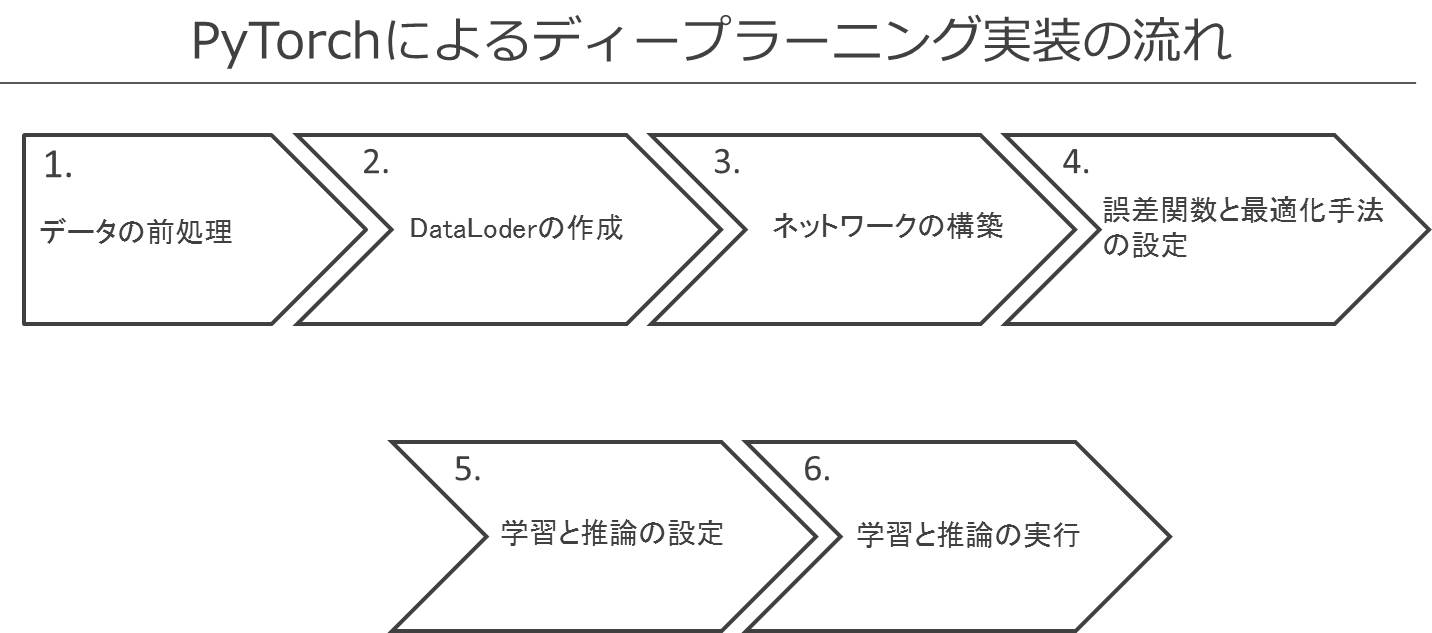 PyTorchによるディープラーニング実装の流れ
1.
データの前処理
2.
DataLoderの作成
3.
ネットワークの構築
4.
誤差関数と最適化手法
の設定
5.
学習と推論の設定
6.
学習と推論の実行